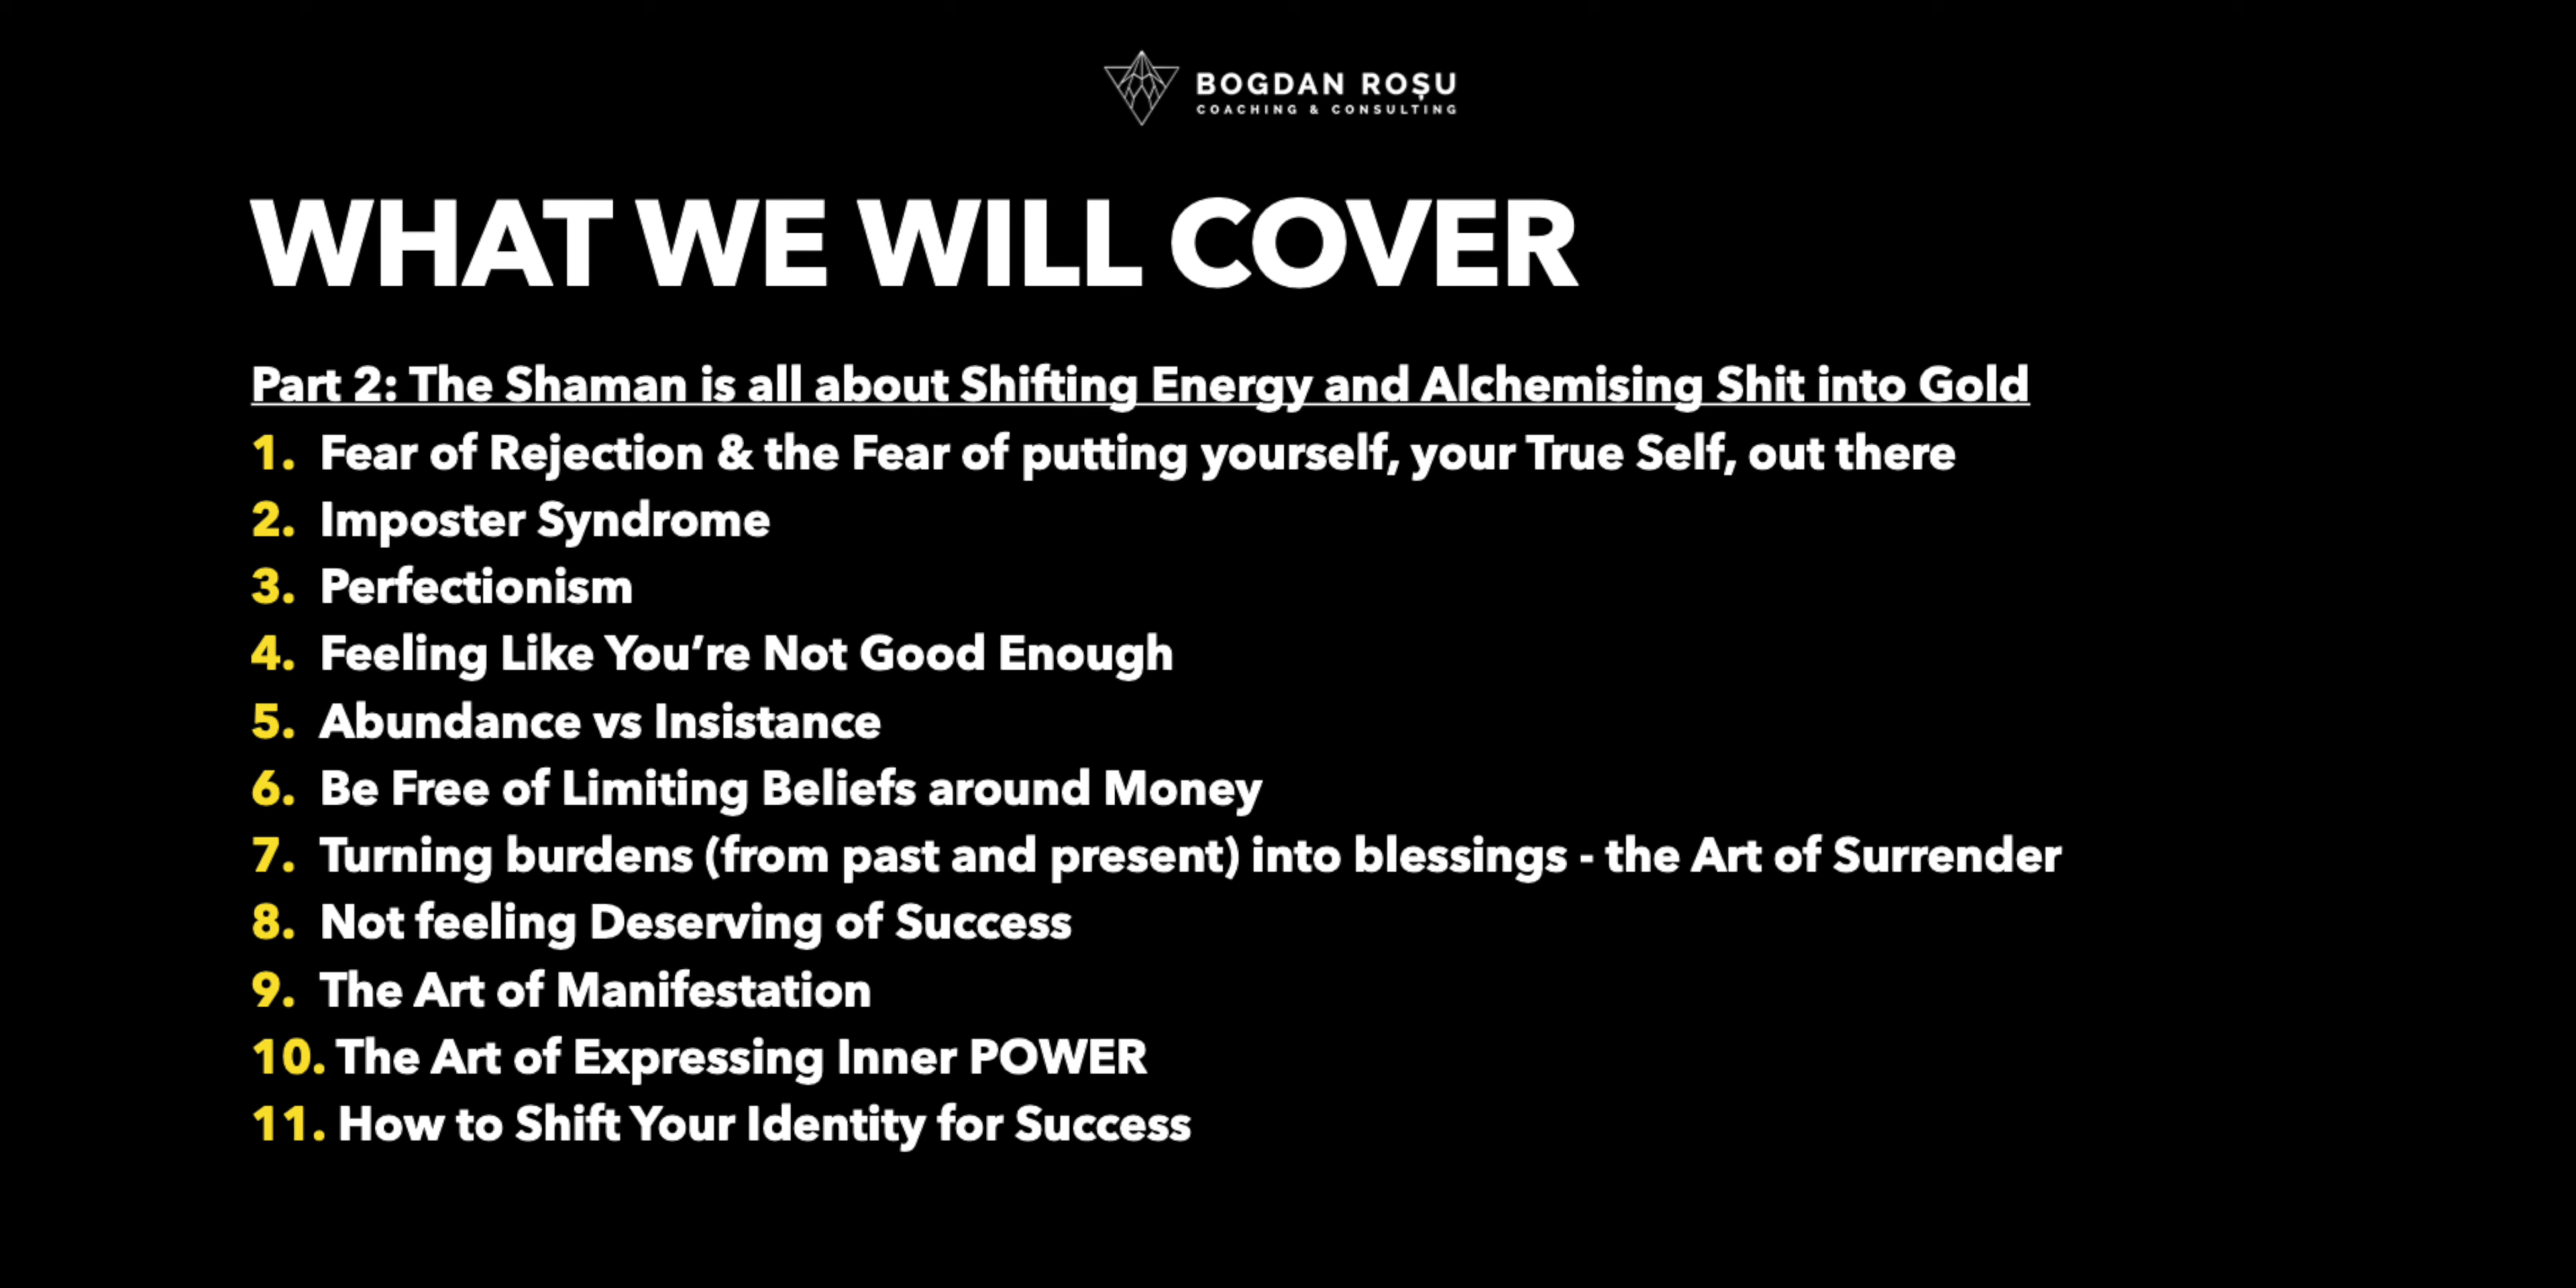 BOGDAN ROȘU
COACHING & CONSULTING
WHAT WE WILL COVER
Part 2: The Shaman is all about Shifting Energy and Alchemising Shit into Gold
1. Fear of Rejection & the Fear of putting yourself, your True Self, out there
2. Imposter Syndrome
3. Perfectionism
4. Feeling Like You’re Not Good Enough
5. Abundance vs Insistance
6. Be Free of Limiting Beliefs around Money
7. Turning burdens (from past and present) into blessings - the Art of Surrender
8. Not feeling Deserving of Success
9. The Art of Manifestation
10. The Art of Expressing Inner POWER
11. How to Shift Your Identity for Success